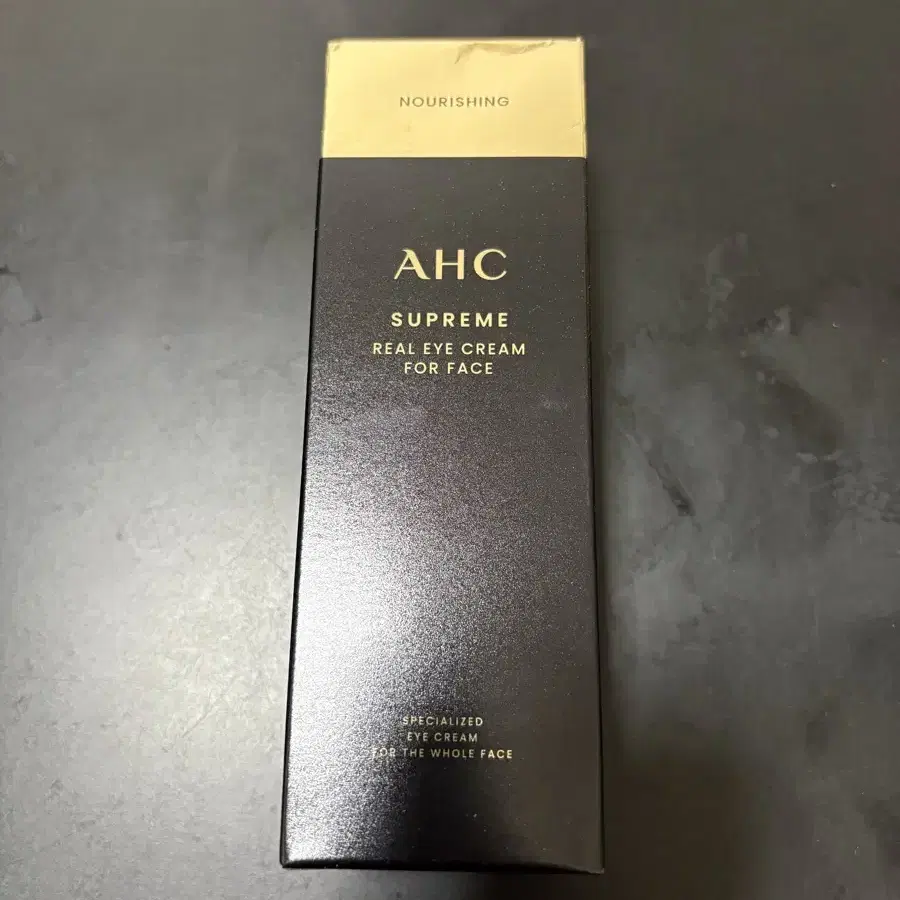 NOURISHING
AHC
SUPREME
REAL EYE CREAM
FOR FACE
SPECIALIZED
EYE CREAM
FOR THE WHOLE FACE